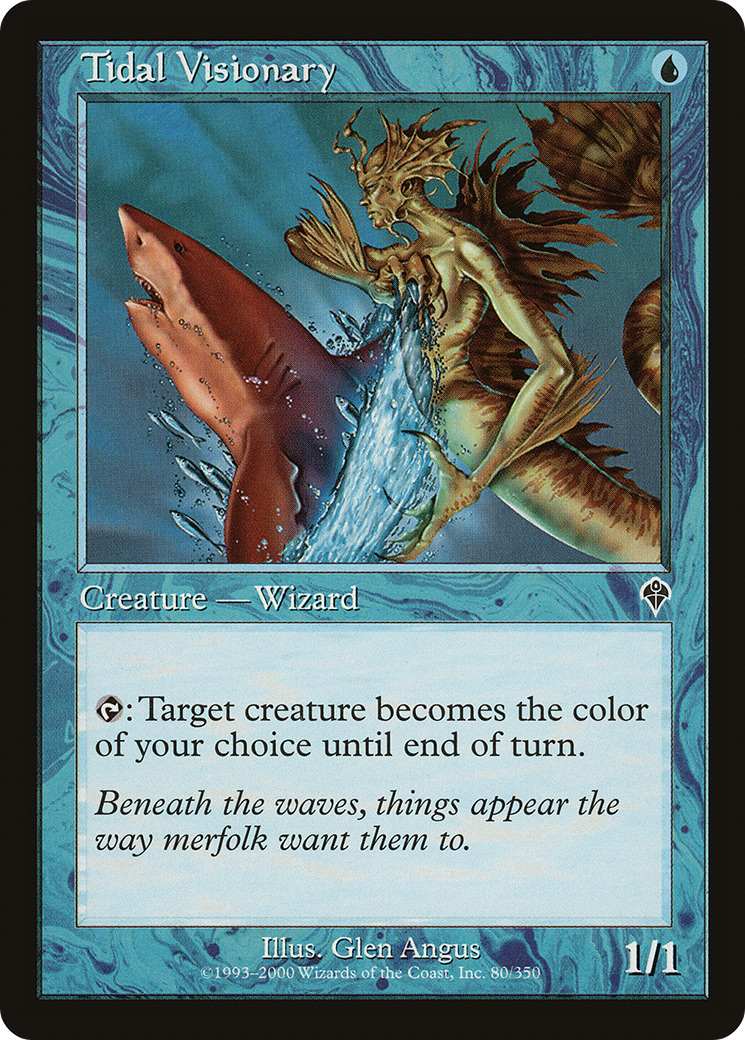 Tidal Visionary
Creature — Wizard
: Target creature becomes the color
of your choice until end of turn.
Beneath the waves, things appear the
way merfolk want them to.
Illus. Glen Angus
©1993–2000 Wizards of the Coast, Inc. 80/350
1/1